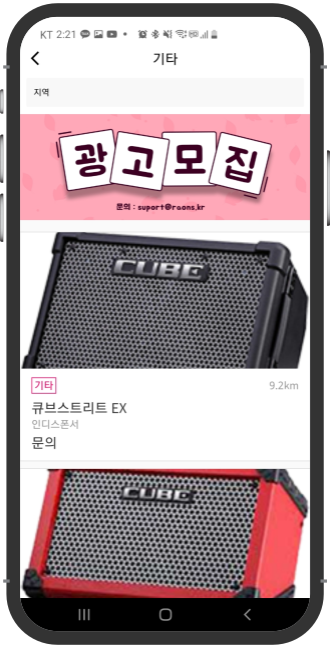 KT 2:21
기타
지역
광고모집
문의 : suport@raons.kr
CUBE
기타
9.2km
큐브스트리트 EX
인디스폰서
문의
CUBE